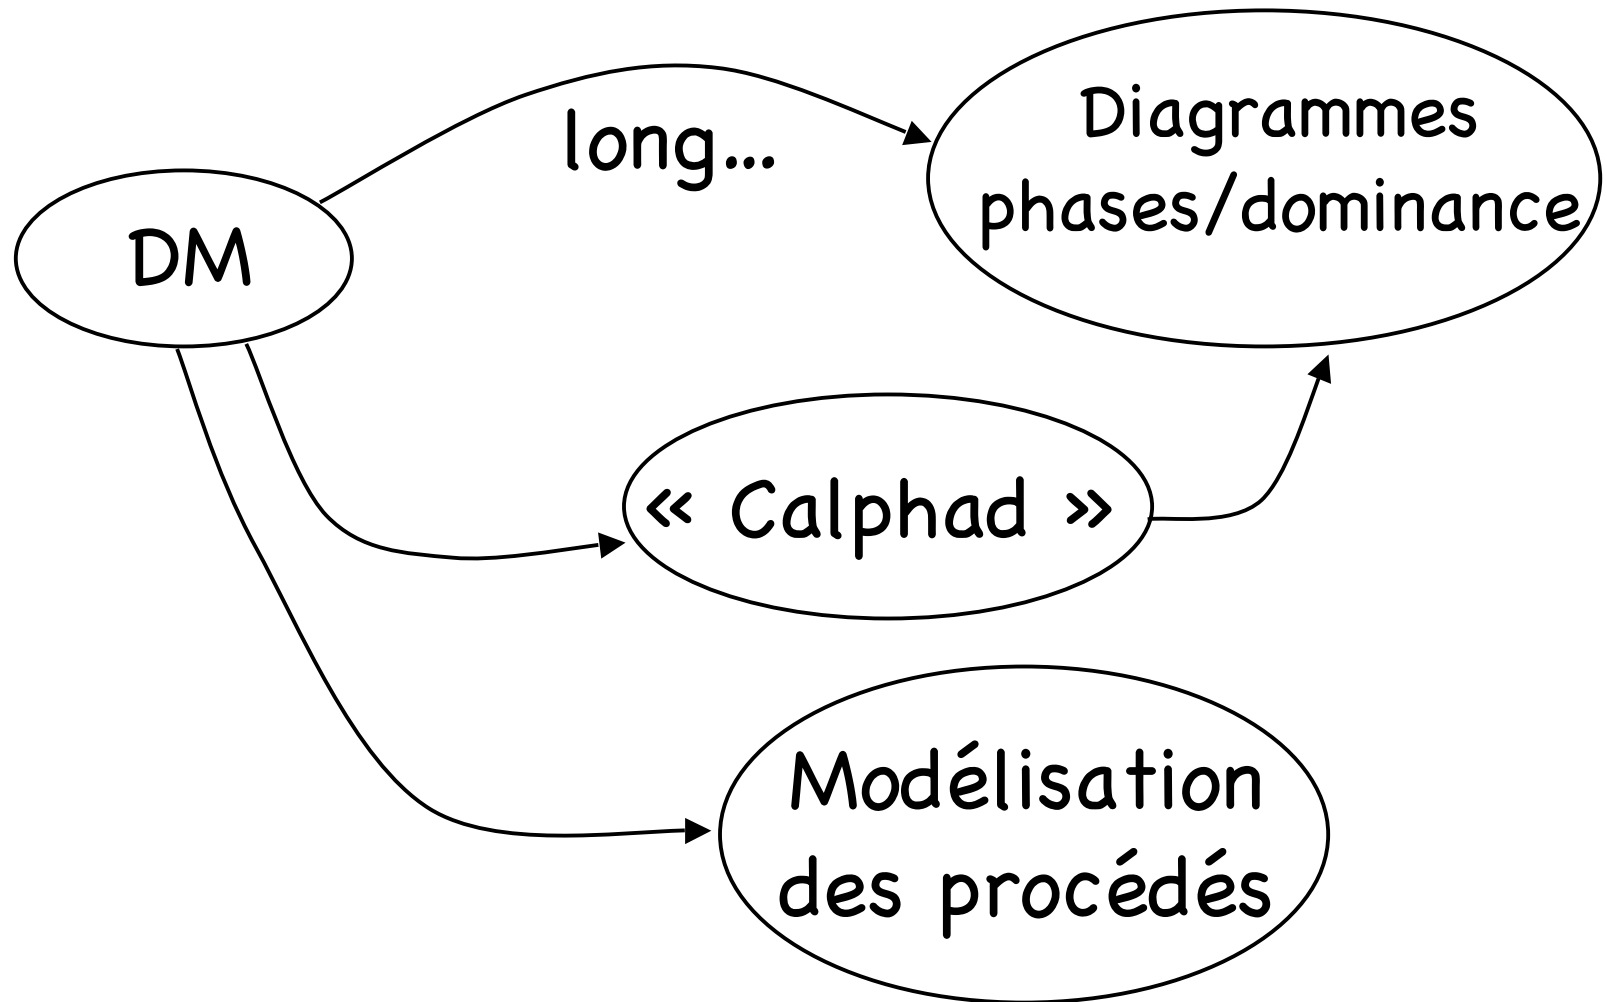 Diagrammes
phases/dominance
long...
DM
« Calphad »
Modélisation
des procédés